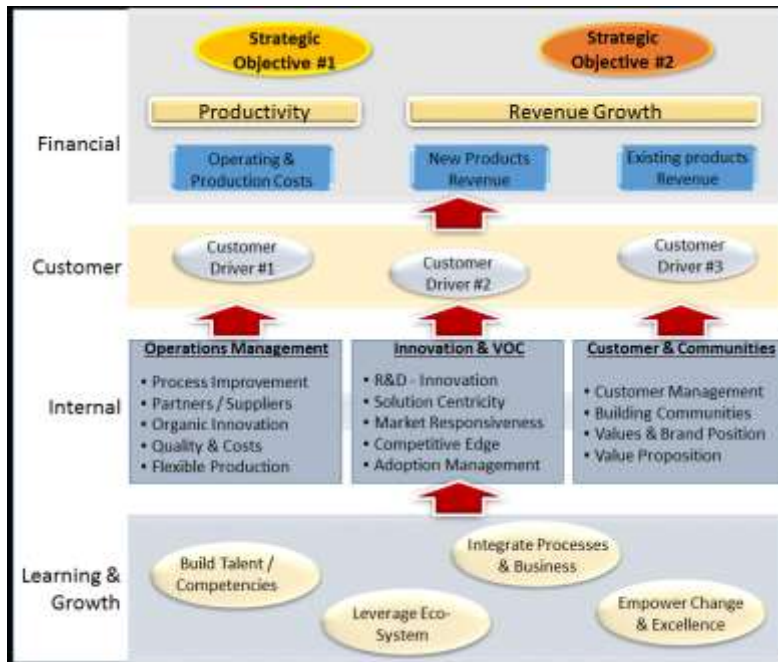 Strategic
Objective #1
Strategic
Objective #2
Productivity
Revenue Growth
Financial
Operating &
Production Costs
New Products
Revenue
Existing products
Revenue
Customer
Customer
Driver #1
Customer
Driver #2
Customer
Driver #3
Internal
Operations Management
• Process Improvement
• Partners / Suppliers
• Organic Innovation
• Quality & Costs
• Flexible Production
Innovation & VOC
• R&D - Innovation
• Solution Centricity
• Market Responsiveness
• Competitive Edge
• Adoption Management
Customer & Communities
• Customer Management
• Building Communities
• Values & Brand Position
• Value Proposition
Learning &
Growth
Build Talent /
Competencies
Leverage Eco-
System
Integrate Processes
& Business
Empower Change
& Excellence